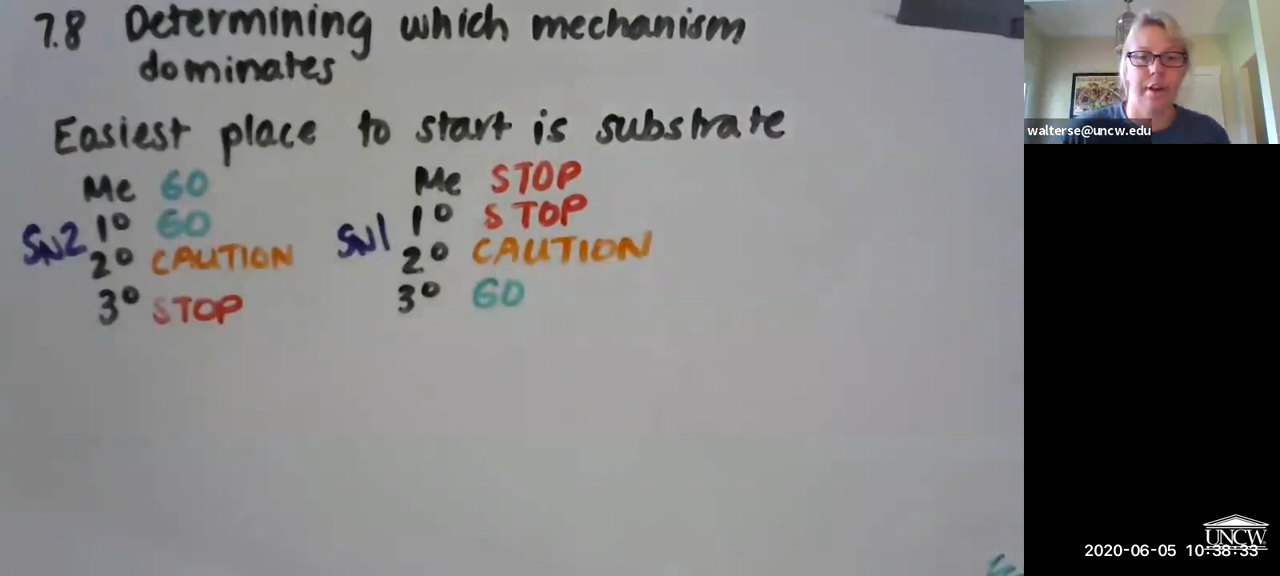 7.8 Determining which mechanism
dominates
Easiest place to start is substrate
SN2
Me GO
1° GO
2° CAUTION
3° STOP
SN1
Me STOP
1° STOP
2° CAUTION
3° GO
walterse@uncw.edu
UNCW
2020-06-05 10:38:33